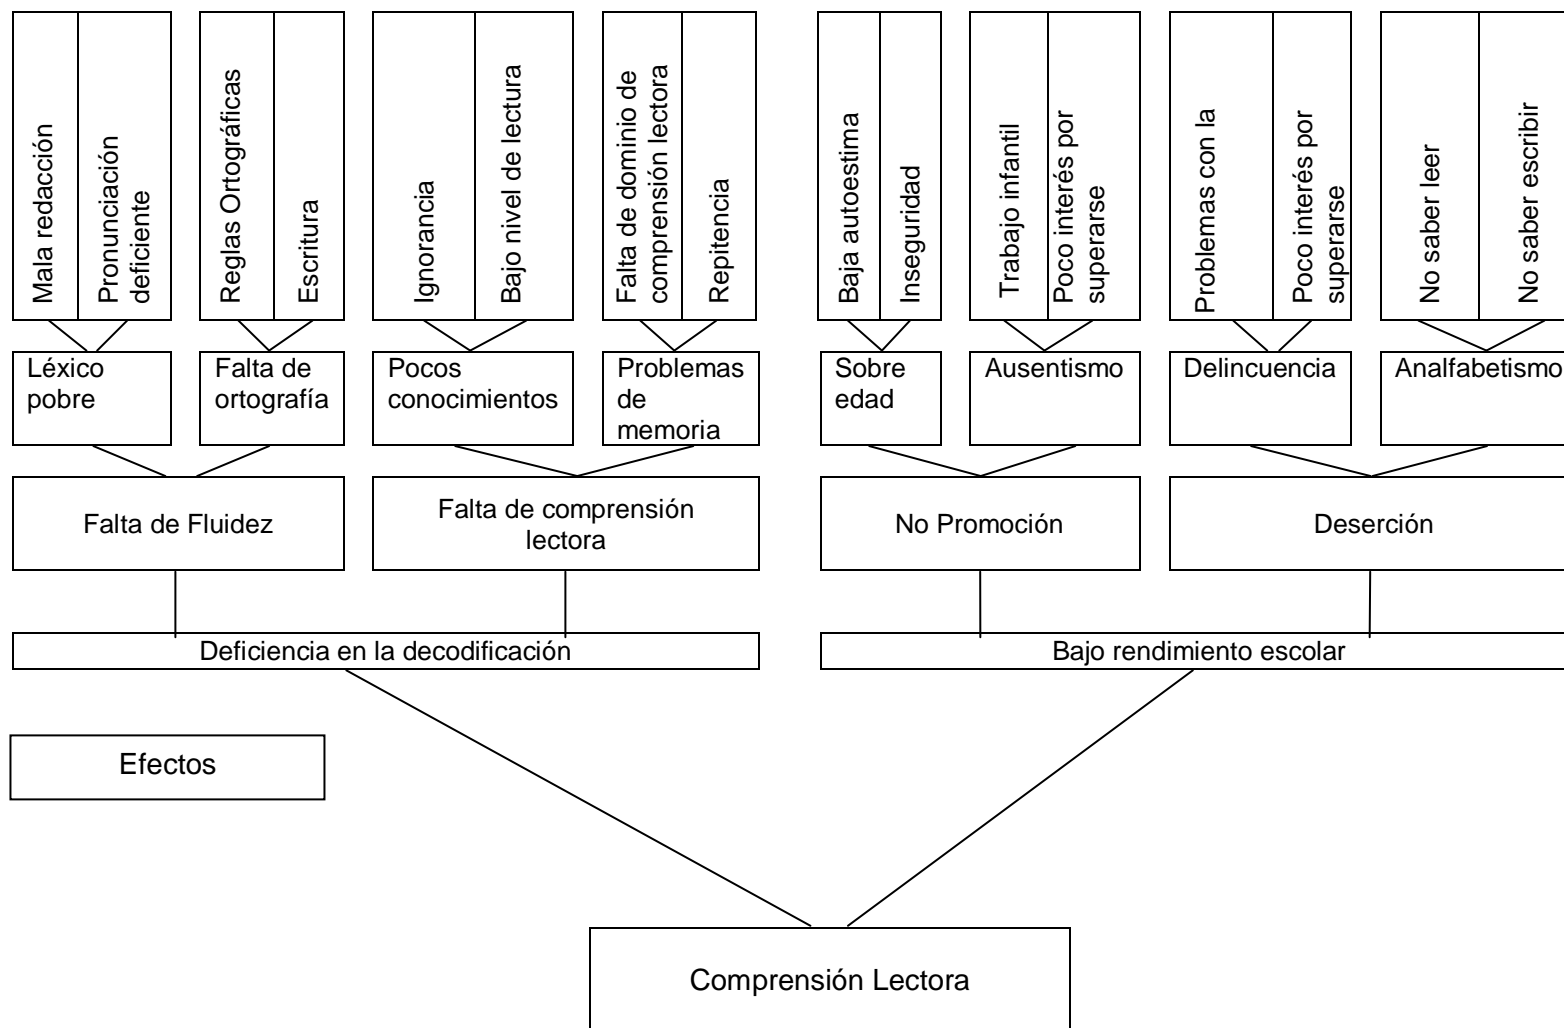 Mala redacción
Pronunciación
deficiente
Reglas Ortográficas
Escritura
Ignorancia
Bajo nivel de lectura
Falta de dominio de
comprensión lectora
Repitencia
Baja autoestima
Inseguridad
Trabajo infantil
Poco interés por
superarse
Problemas con la
Poco interés por
superarse
No saber leer
No saber escribir
Léxico
pobre
Falta de
ortografía
Pocos
conocimientos
Problemas
de
memoria
Sobre
edad
Ausentismo
Delincuencia
Analfabetismo
Falta de Fluidez
Falta de comprensión
lectora
No Promoción
Deserción
Deficiencia en la decodificación
Bajo rendimiento escolar
Efectos
Comprensión Lectora